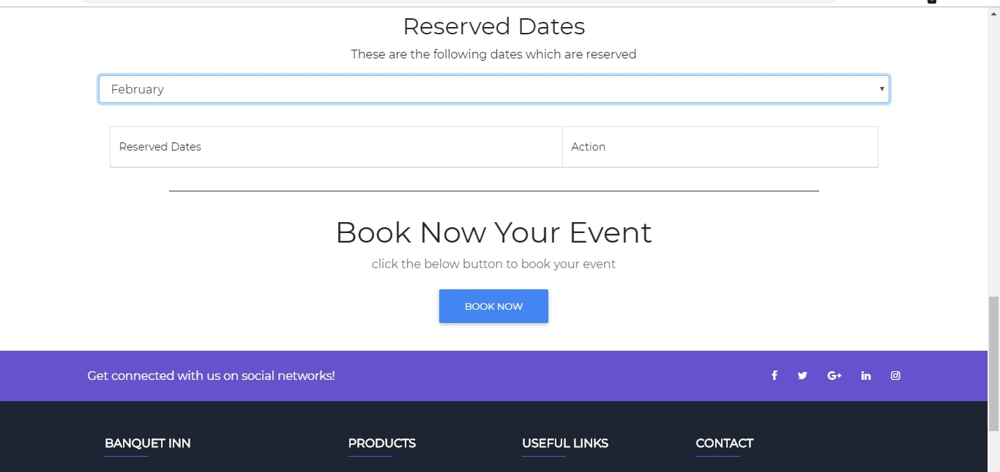 Reserved Dates
These are the following dates which are reserved
February
Reserved Dates Action
Book Now Your Event
click the below button to book your event
BOOK NOW
Get connected with us on social networks!
BANQUET INN PRODUCTS USEFUL LINKS CONTACT